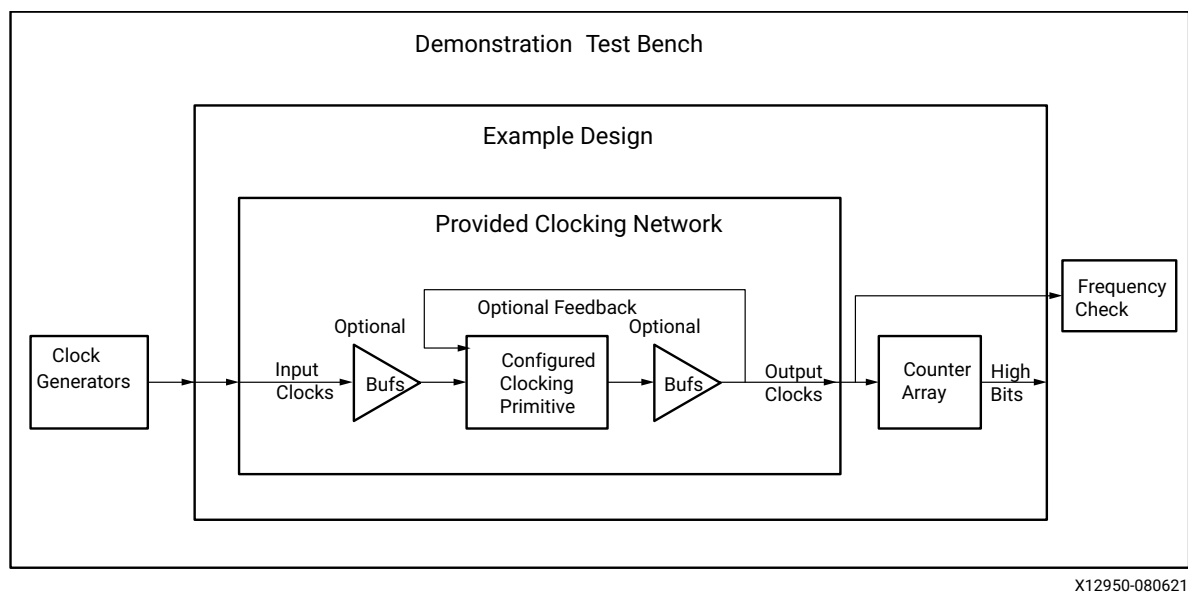 Demonstration Test Bench
Example Design
Provided Clocking Network
Optional Feedback
Optional
Optional
Frequency
Check
Clock
Generators
Input
Clocks
Bufs
Configured
Clocking
Primitive
Bufs
Output
Clocks
Counter
Array
High
Bits
X12950-080621